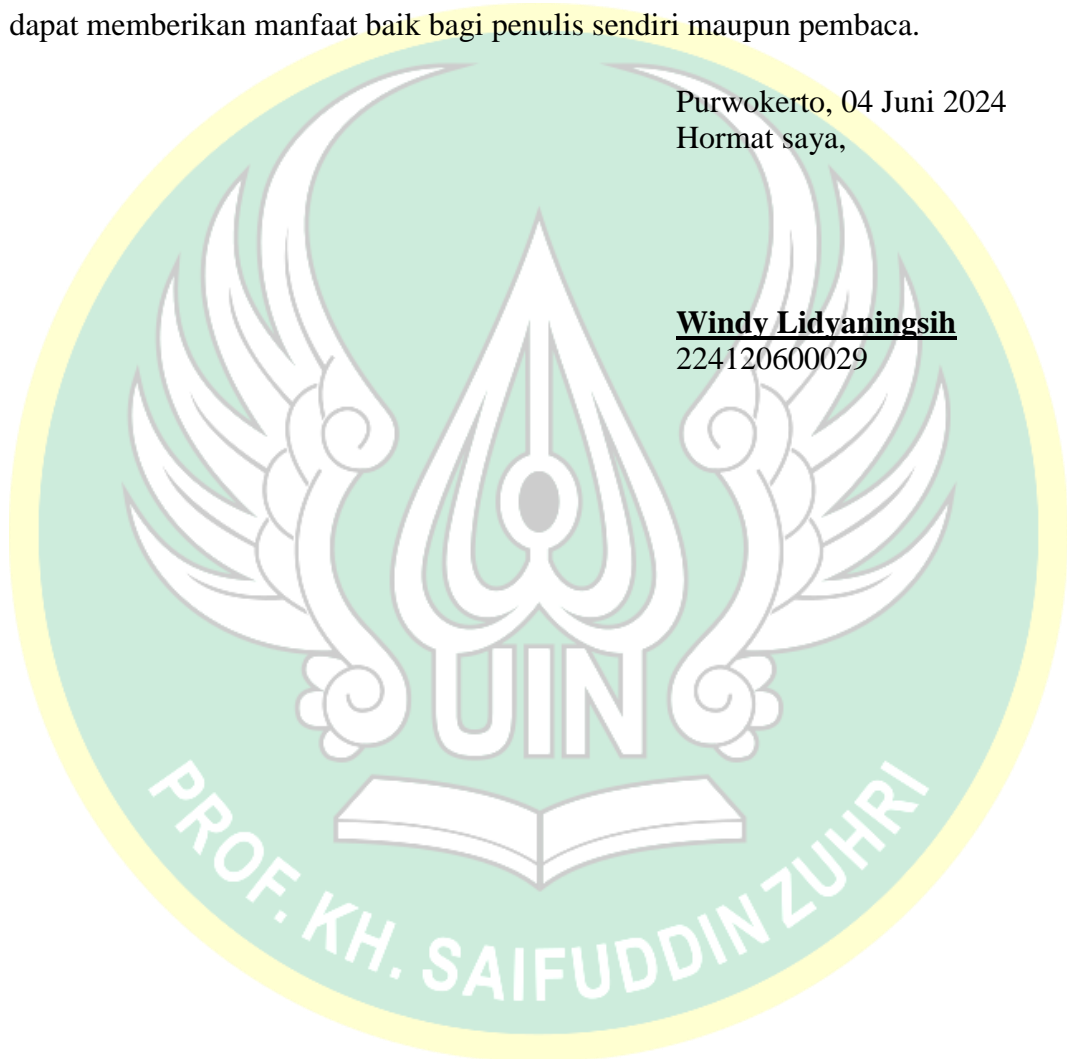 dapat memberikan manfaat baik bagi penulis sendiri maupun pembaca.
Purwokerto, 04 Juni 2024
Hormat saya,
Windy Lidyaningsih
224120600029
UIN
PROF. KH. SAIFUDDIN ZUHRI